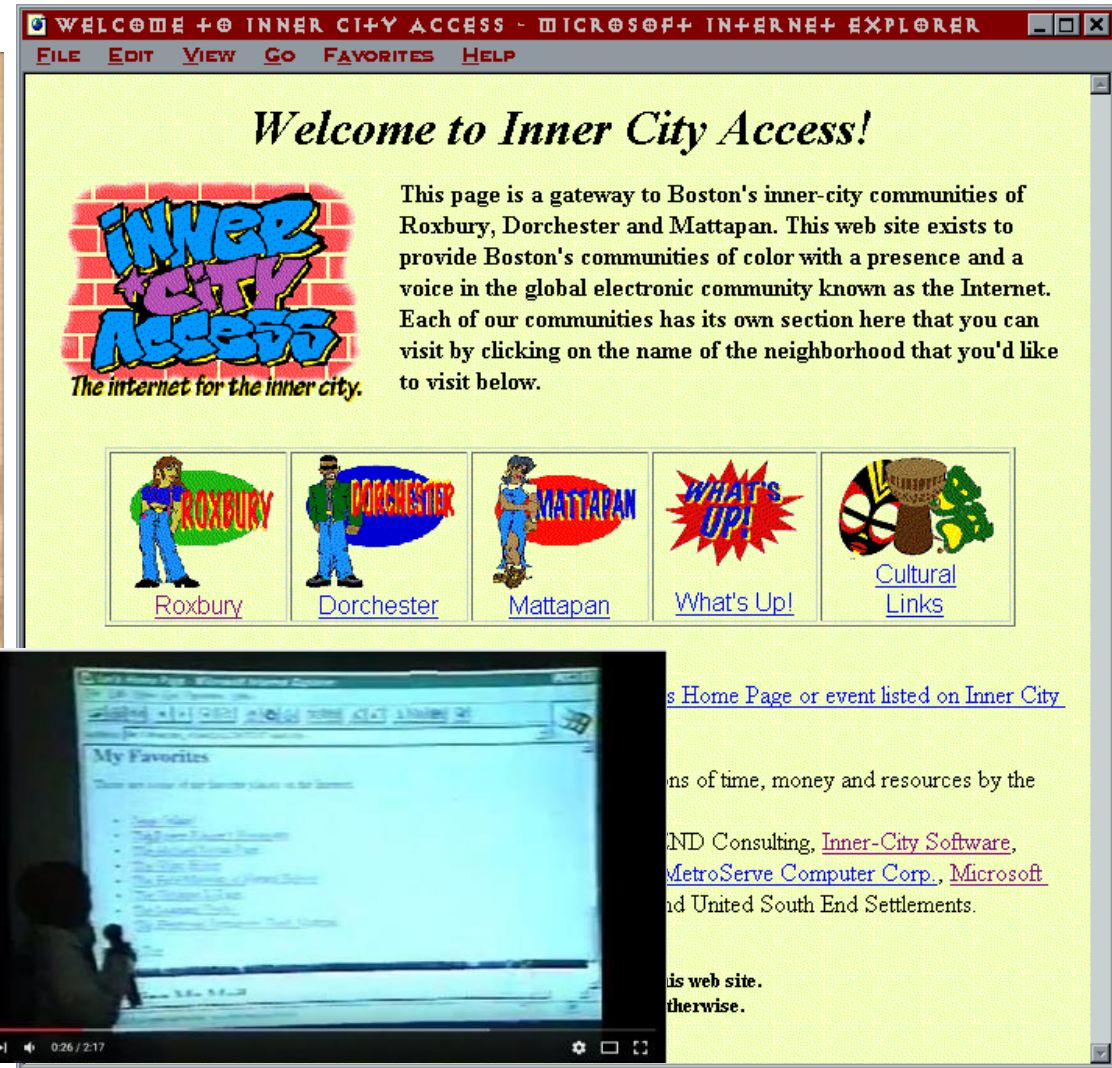 WELCOME TO INNER CITY ACCESS - MICROSOFT INTERNET EXPLORER
FILE EDIT VIEW GO FAVORITES HELP
Welcome to Inner City Access!
INNER
CITY
ACCESS
The internet for the inner city.
This page is a gateway to Boston's inner-city communities of
Roxbury, Dorchester and Mattapan. This web site exists to
provide Boston's communities of color with a presence and a
voice in the global electronic community known as the Internet.
Each of our communities has its own section here that you can
visit by clicking on the name of the neighborhood that you'd like
to visit below.
ROXBURY
DORCHESTER
MATTAPAN
WHAT'S
UP!
Roxbury
Dorchester
Mattapan
What's Up!
Cultural
Links
s Home Page or event listed on Inner City
ns of time, money and resources by the
END Consulting, Inner-City Software,
MetroServe Computer Corp., Microsoft
nd United South End Settlements.
is web site.
therwise.
My Favorites
0:26 / 2:17